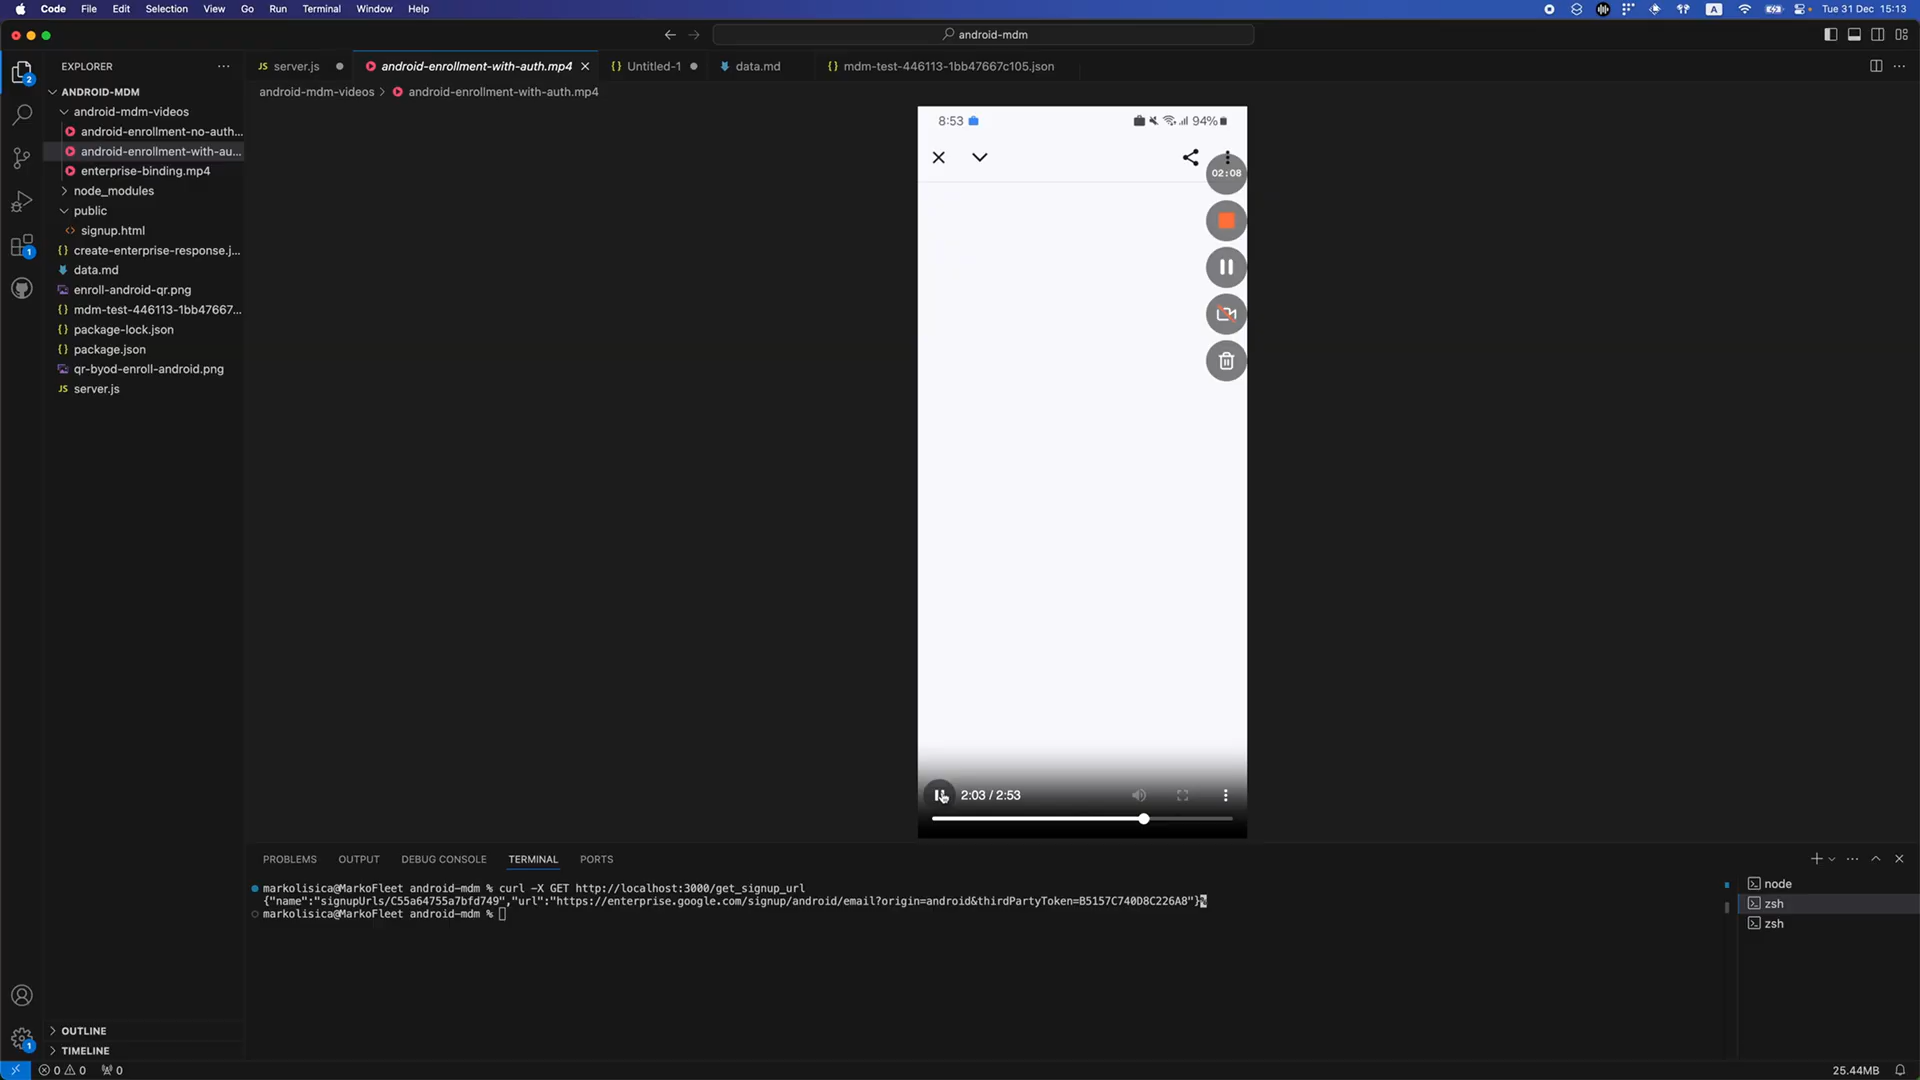 Code File Edit Selection View Go Run Terminal Window Help
A Tue 31 Dec 15:13
android-mdm
EXPLORER
server.js
android-enrollment-with-auth.mp4
Untitled-1
data.md
mdm-test-446113-1bb47667c105.json
android-mdm-videos > android-enrollment-with-auth.mp4
2
1
ANDROID-MDM
android-mdm-videos
android-enrollment-no-auth...
android-enrollment-with-au...
enterprise-binding.mp4
node_modules
public
signup.html
create-enterprise-response.j...
data.md
enroll-android-qr.png
mdm-test-446113-1bb47667...
package-lock.json
package.json
qr-byod-enroll-android.png
JS server.js
OUTLINE
TIMELINE
8:53
94%
02:08
2:03 / 2:53
PROBLEMS OUTPUT DEBUG CONSOLE TERMINAL PORTS
markolisica@MarkoFleet android-mdm % curl -X GET http://localhost:3000/get_signup_url
{"name":"signupUrls/C55a64755a7bfd749","url":"https://enterprise.google.com/signup/android/email?origin=android&thirdPartyToken=B5157C740D8C226A8"}%
markolisica@MarkoFleet android-mdm %
node
zsh
zsh
1
0 0 0
25.44MB